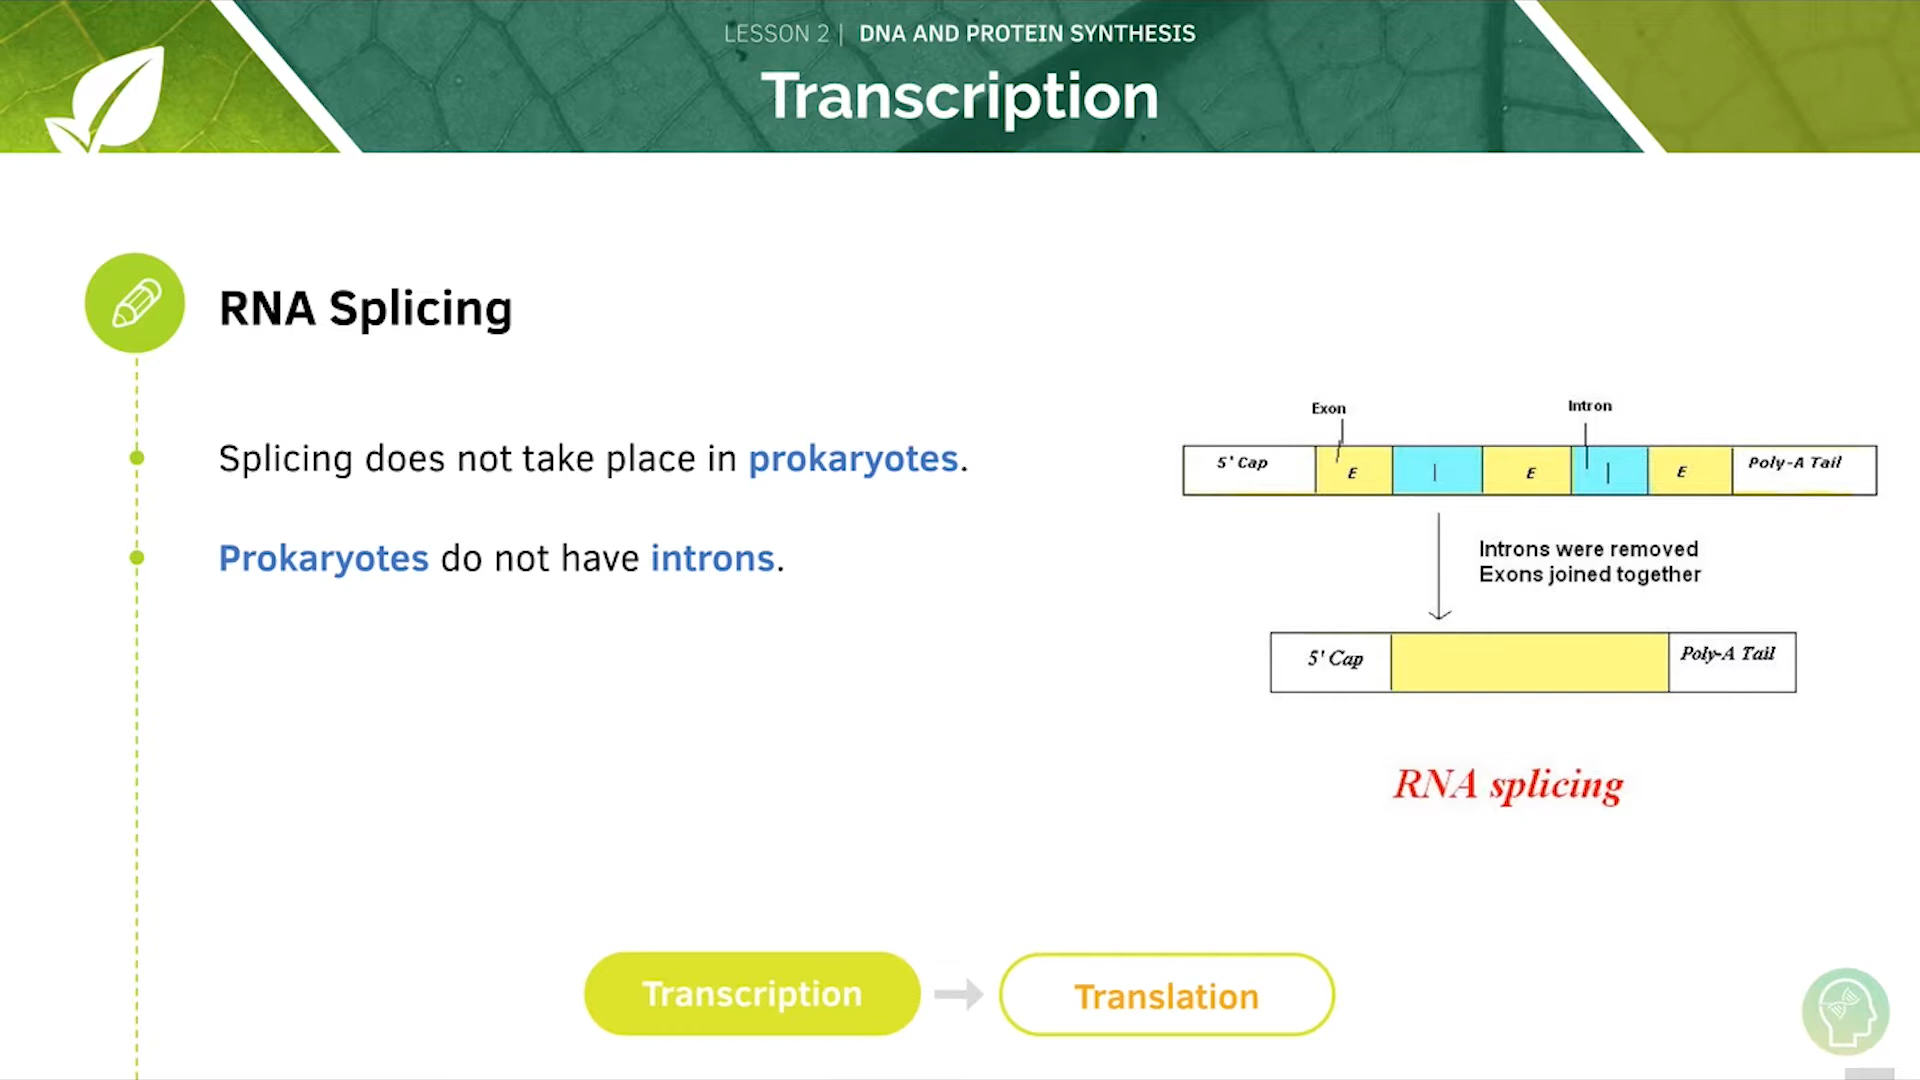 LESSON 2 | DNA AND PROTEIN SYNTHESIS
Transcription
RNA Splicing
Splicing does not take place in prokaryotes.
Prokaryotes do not have introns.
Exon
Intron
5' Cap E I E I E Poly-A Tail
Introns were removed
Exons joined together
5' Cap Poly-A Tail
RNA splicing
Transcription
Translation